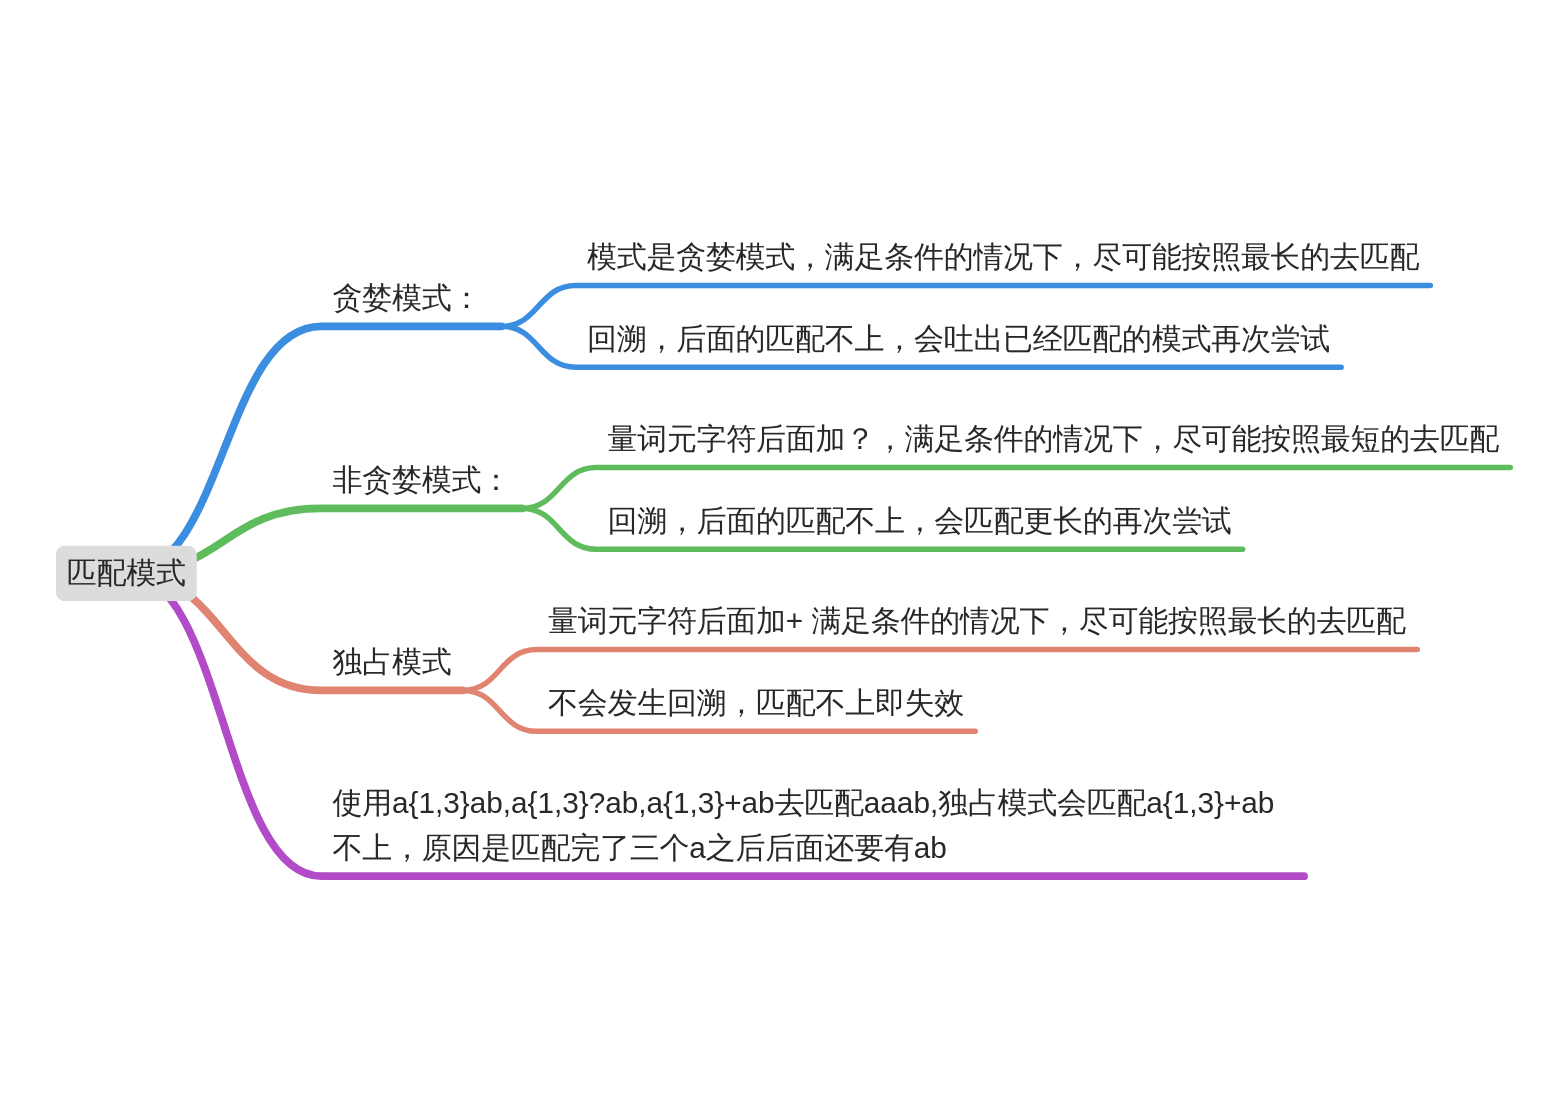 模式是贪婪模式，满足条件的情况下，尽可能按照最长的去匹配
贪婪模式：
回溯，后面的匹配不上，会吐出已经匹配的模式再次尝试
量词元字符后面加？，满足条件的情况下，尽可能按照最短的去匹配
非贪婪模式：
回溯，后面的匹配不上，会匹配更长的再次尝试
匹配模式
量词元字符后面加+ 满足条件的情况下，尽可能按照最长的去匹配
独占模式
不会发生回溯，匹配不上即失效
使用a{1,3}ab,a{1,3}?ab,a{1,3}+ab去匹配aaab,独占模式会匹配a{1,3}+ab
不上，原因是匹配完了三个a之后后面还要有ab